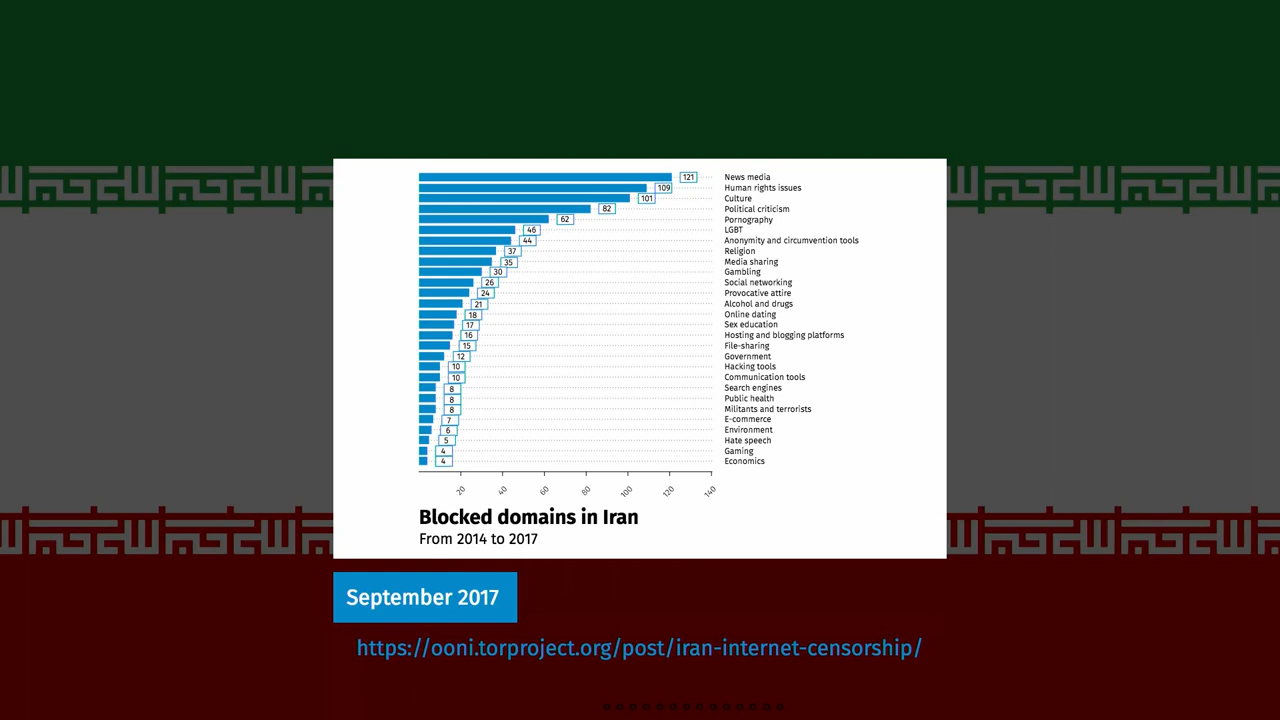 121 News media
109 Human rights issues
101 Culture
82 Political criticism
62 Pornography
46 LGBT
44 Anonymity and circumvention tools
37 Religion
35 Media sharing
30 Gambling
26 Social networking
24 Provocative attire
21 Alcohol and drugs
18 Online dating
17 Sex education
16 Hosting and blogging platforms
15 File-sharing
12 Government
10 Hacking tools
10 Communication tools
8 Search engines
8 Public health
8 Militants and terrorists
7 E-commerce
6 Environment
5 Hate speech
4 Gaming
4 Economics
20 40 60 80 100 120 140
Blocked domains in Iran
From 2014 to 2017
September 2017
https://ooni.torproject.org/post/iran-internet-censorship/